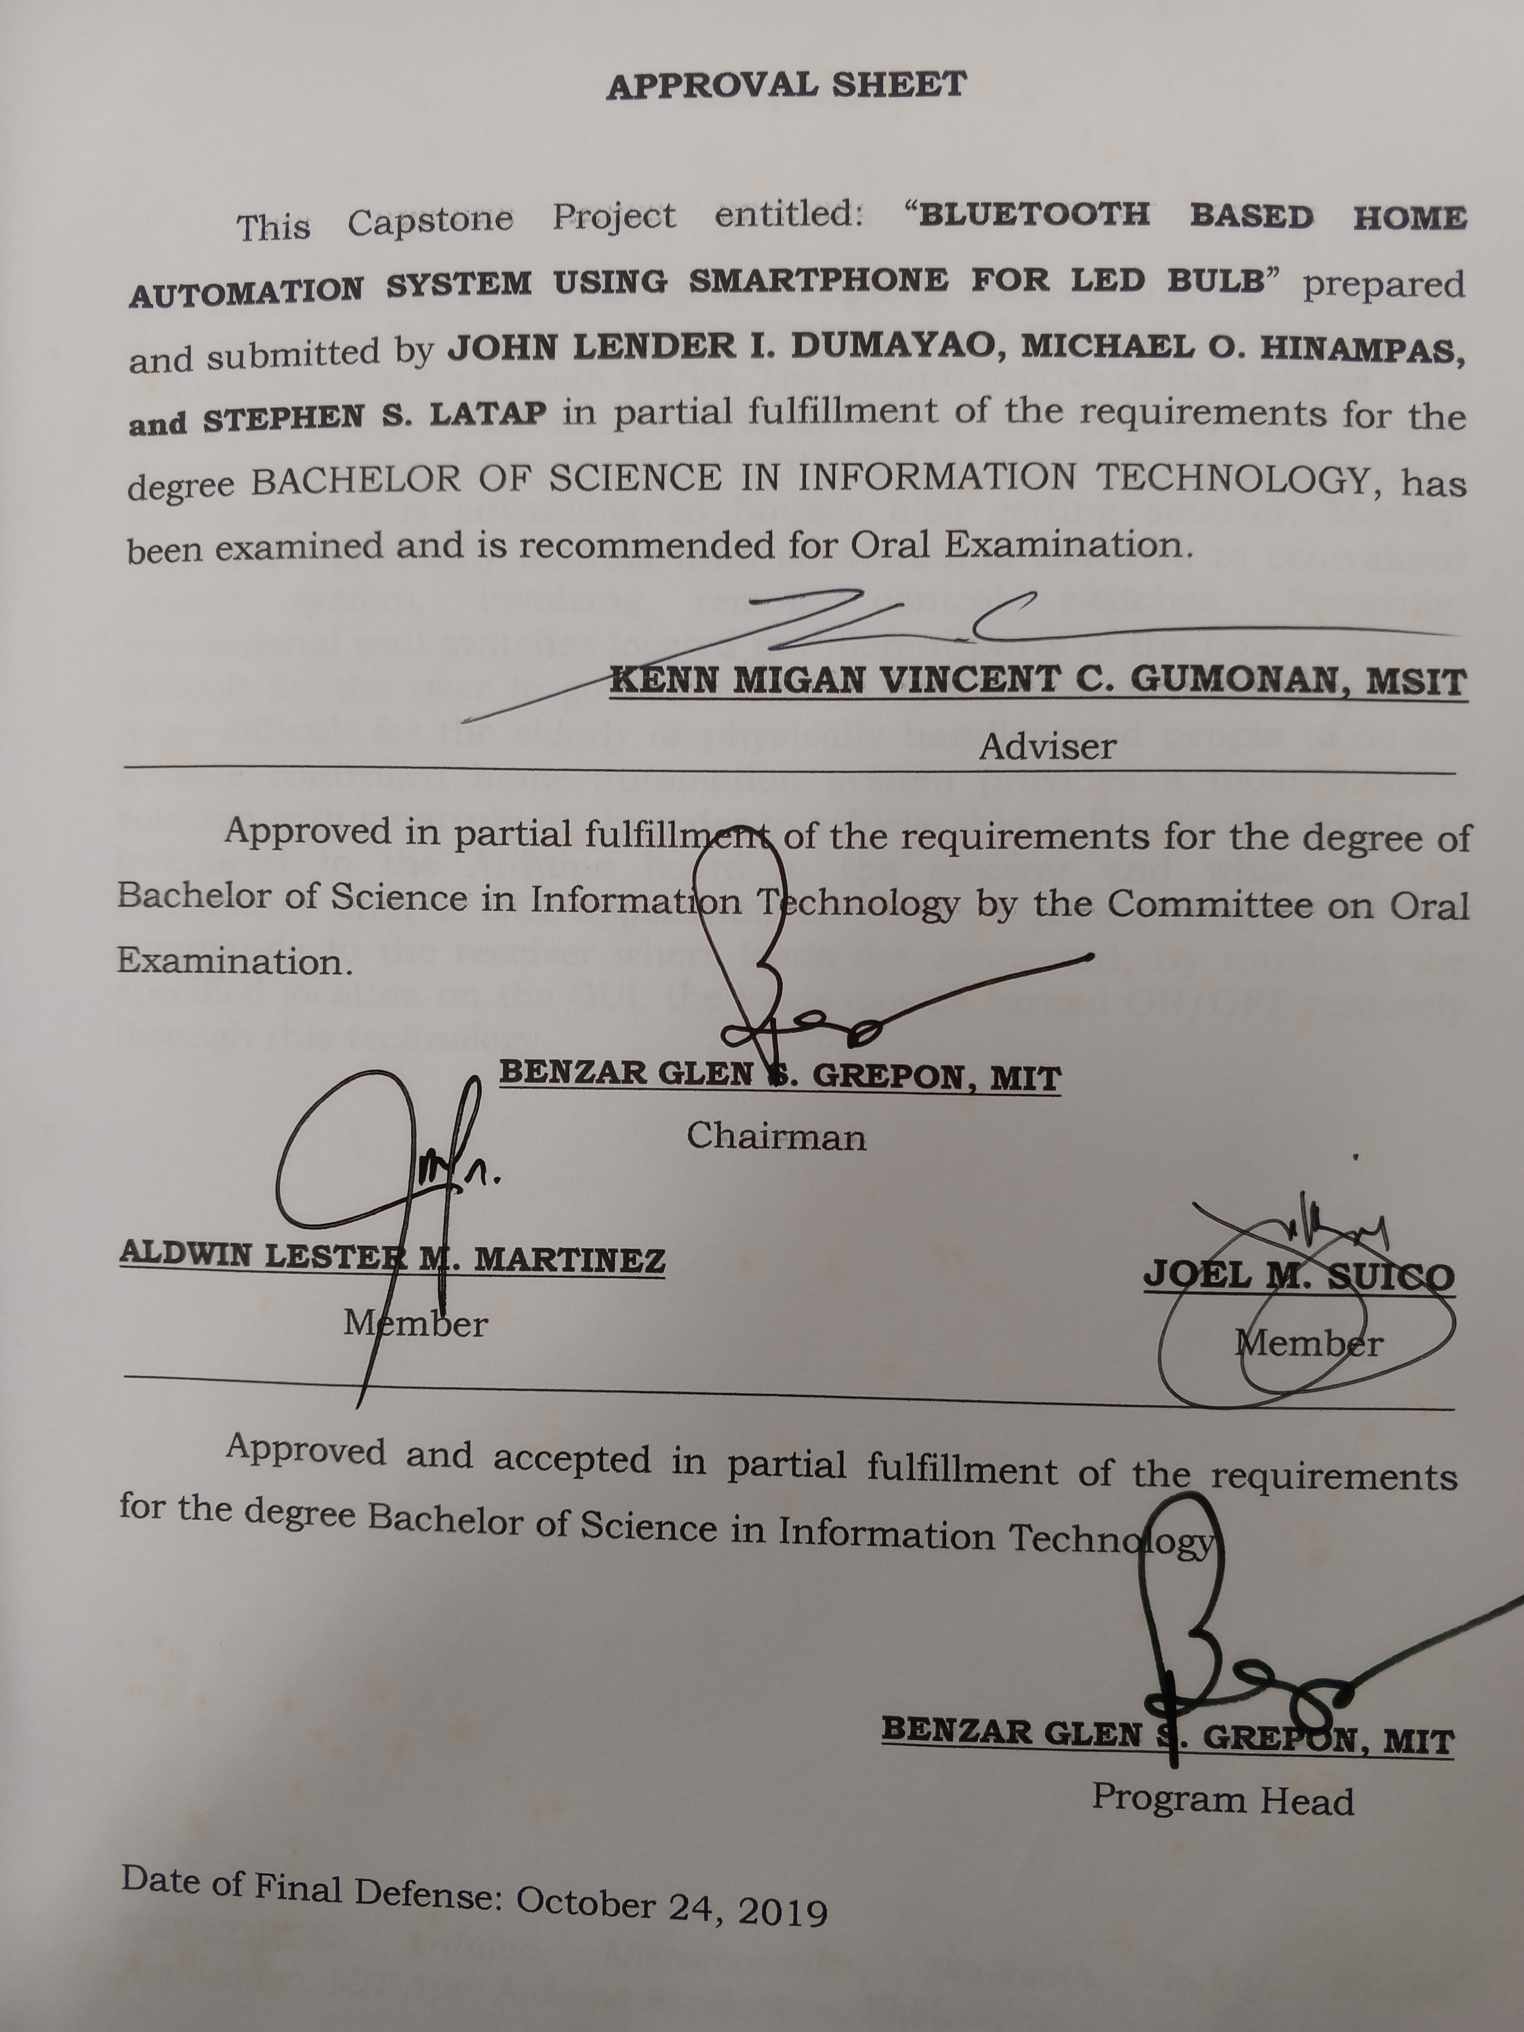 APPROVAL SHEET
This Capstone Project entitled: “BLUETOOTH BASED HOME
AUTOMATION SYSTEM USING SMARTPHONE FOR LED BULB” prepared
and submitted by JOHN LENDER I. DUMAYAO, MICHAEL O. HINAMPAS,
and STEPHEN S. LATAP in partial fulfillment of the requirements for the
degree BACHELOR OF SCIENCE IN INFORMATION TECHNOLOGY, has
been examined and is recommended for Oral Examination.
KENN MIGAN VINCENT C. GUMONAN, MSIT
Adviser
Approved in partial fulfillment of the requirements for the degree of
Bachelor of Science in Information Technology by the Committee on Oral
Examination.
BENZAR GLEN S. GREPON, MIT
Chairman
ALDWIN LESTER M. MARTINEZ
JOEL M. SUICO
Member
Member
Approved and accepted in partial fulfillment of the requirements
for the degree Bachelor of Science in Information Technology
BENZAR GLEN S. GREPON, MIT
Program Head
Date of Final Defense: October 24, 2019